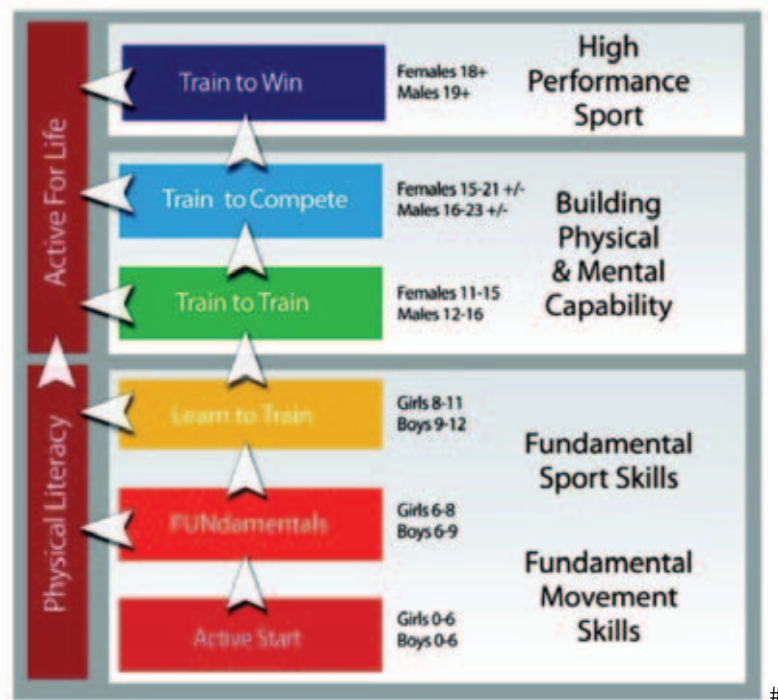 Active For Life
Physical Literacy
Train to Win
Females 18+
Males 19+
High
Performance
Sport
Train to Compete
Females 15-21 +/-
Males 16-23 +/-
Train to Train
Females 11-15
Males 12-16
Building
Physical
& Mental
Capability
Learn to Train
Girls 8-11
Boys 9-12
Fundamental
Sport Skills
FUNdamentals
Girls 6-8
Boys 6-9
Active Start
Girls 0-6
Boys 0-6
Fundamental
Movement
Skills
#